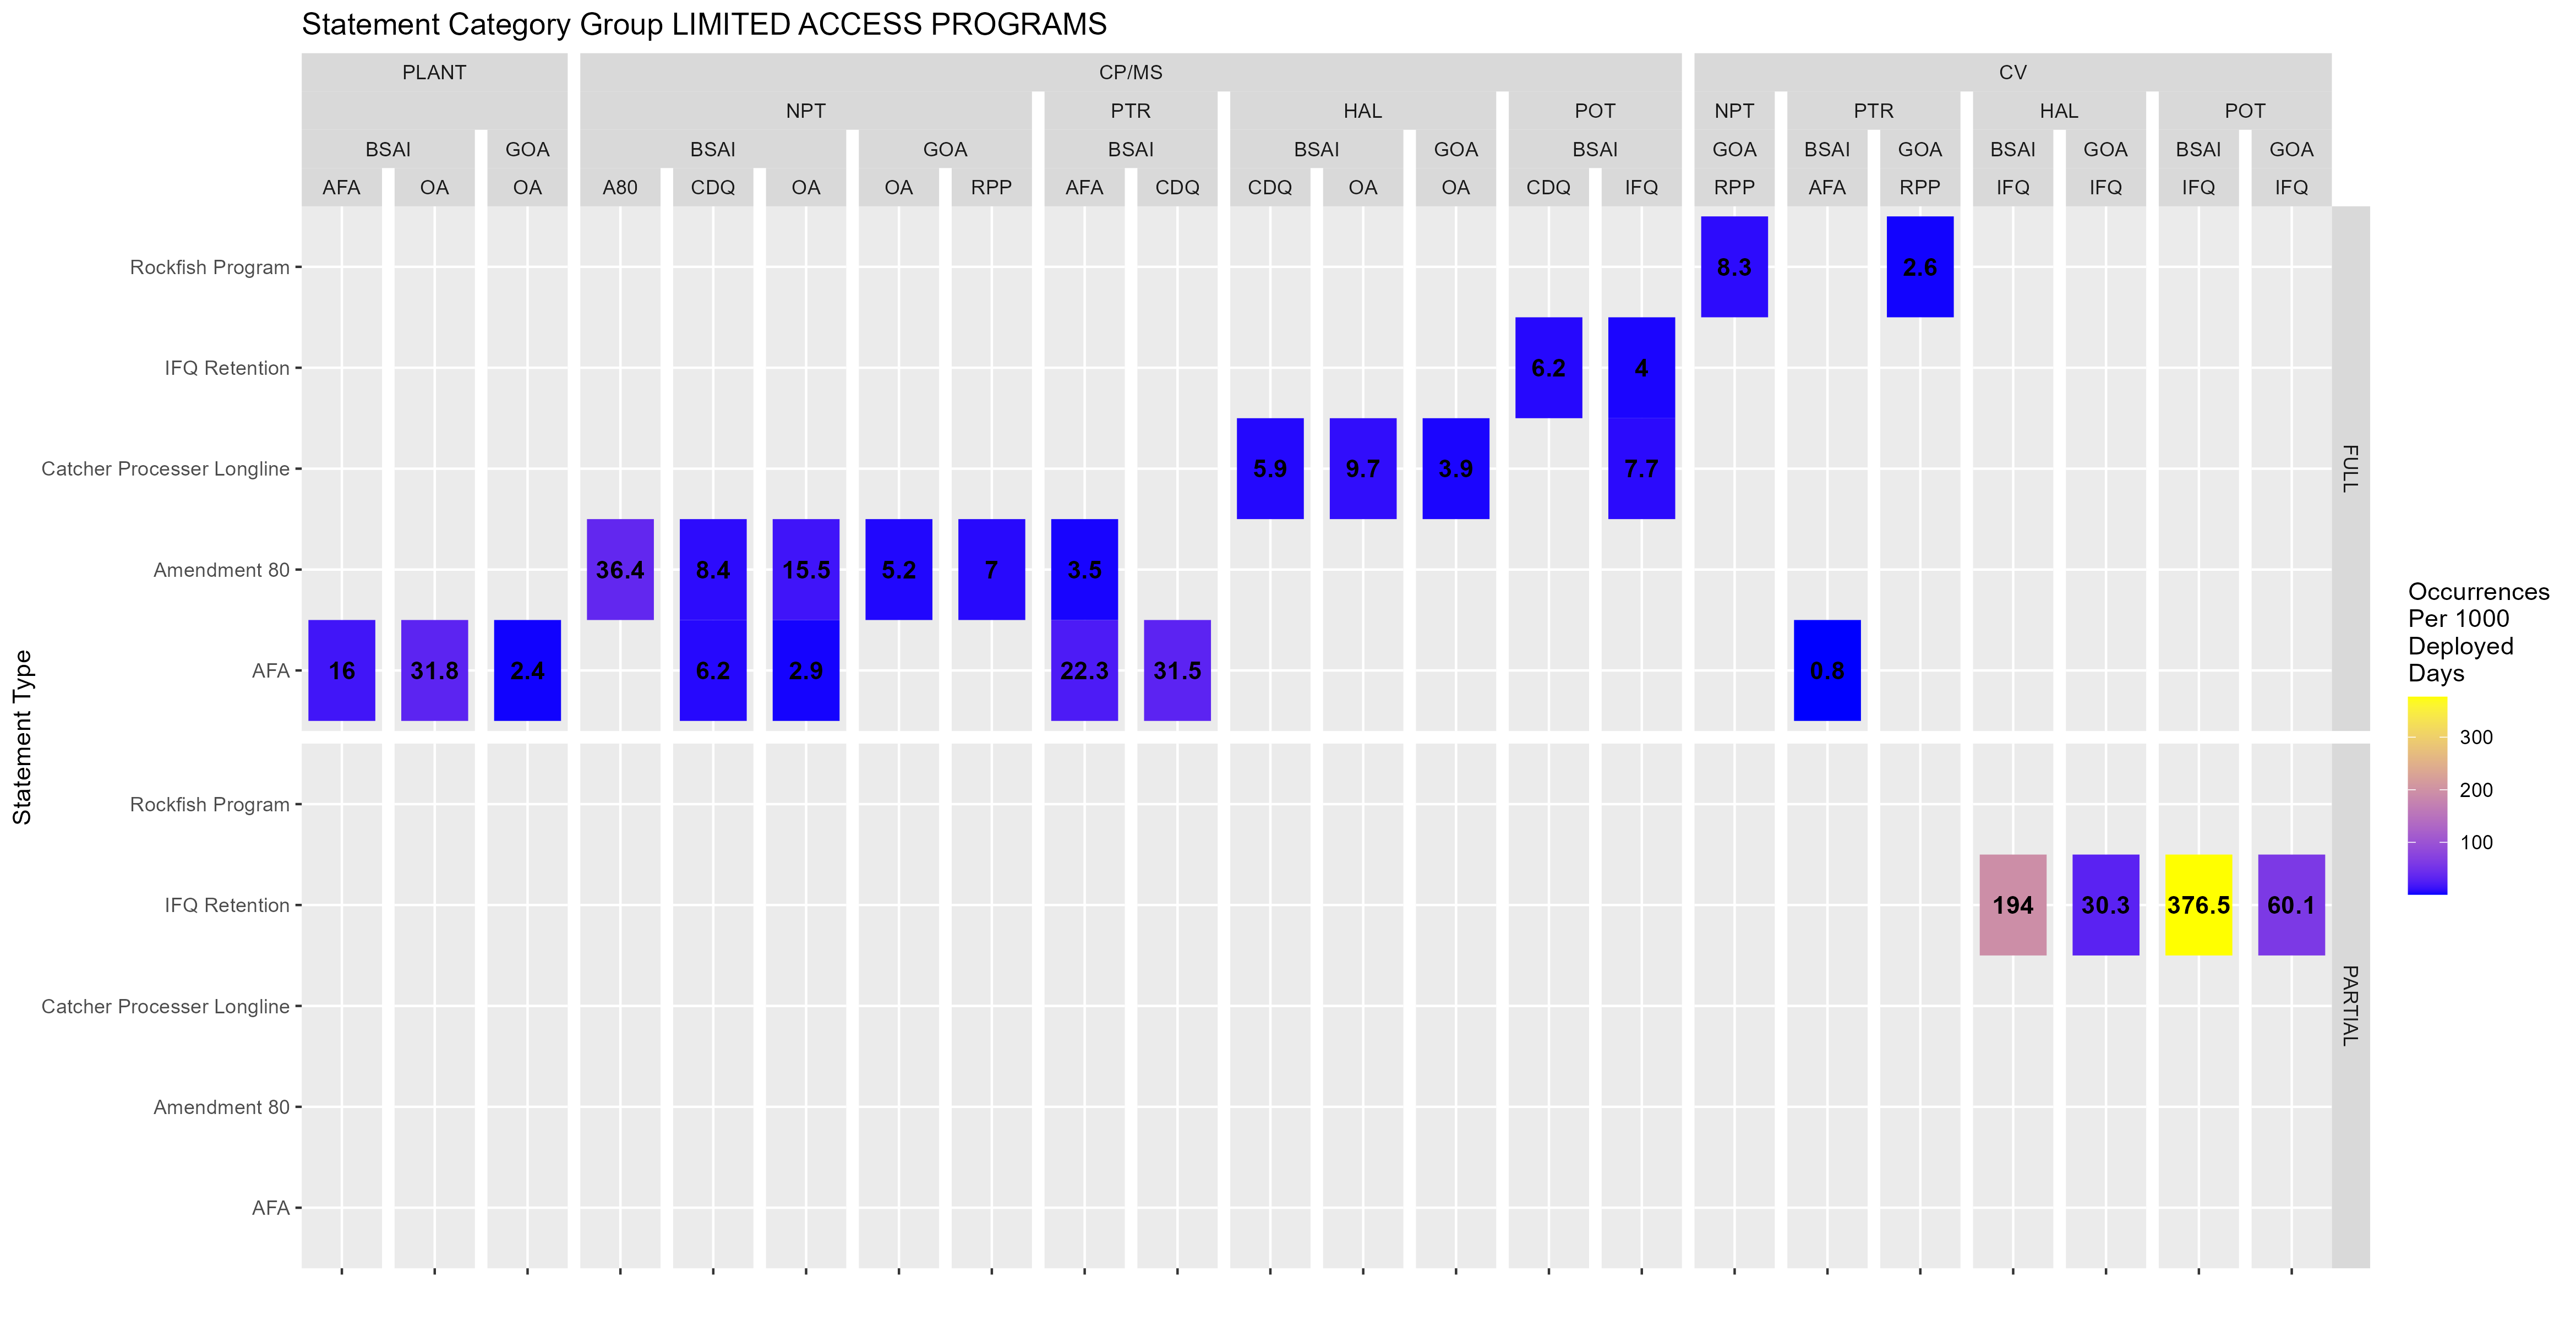 Statement Category Group LIMITED ACCESS PROGRAMS
PLANT CP/MS CV
NPT PTR HAL POT NPT PTR HAL POT
BSAI GOA BSAI GOA BSAI BSAI GOA BSAI GOA BSAI GOA BSAI GOA BSAI GOA
AFA OA OA A80 CDQ OA OA RPP AFA CDQ CDQ OA OA CDQ IFQ RPP AFA RPP IFQ IFQ IFQ IFQ
Rockfish Program 8.3 2.6
IFQ Retention 6.2 4
Catcher Processer Longline 5.9 9.7 3.9 7.7
Amendment 80 36.4 8.4 15.5 5.2 7 3.5
AFA 16 31.8 2.4 6.2 2.9 22.3 31.5 0.8
FULL
Rockfish Program
IFQ Retention 194 30.3 376.5 60.1
Catcher Processer Longline
Amendment 80
AFA
PARTIAL
Statement Type
Occurrences
Per 1000
Deployed
Days
300
200
100